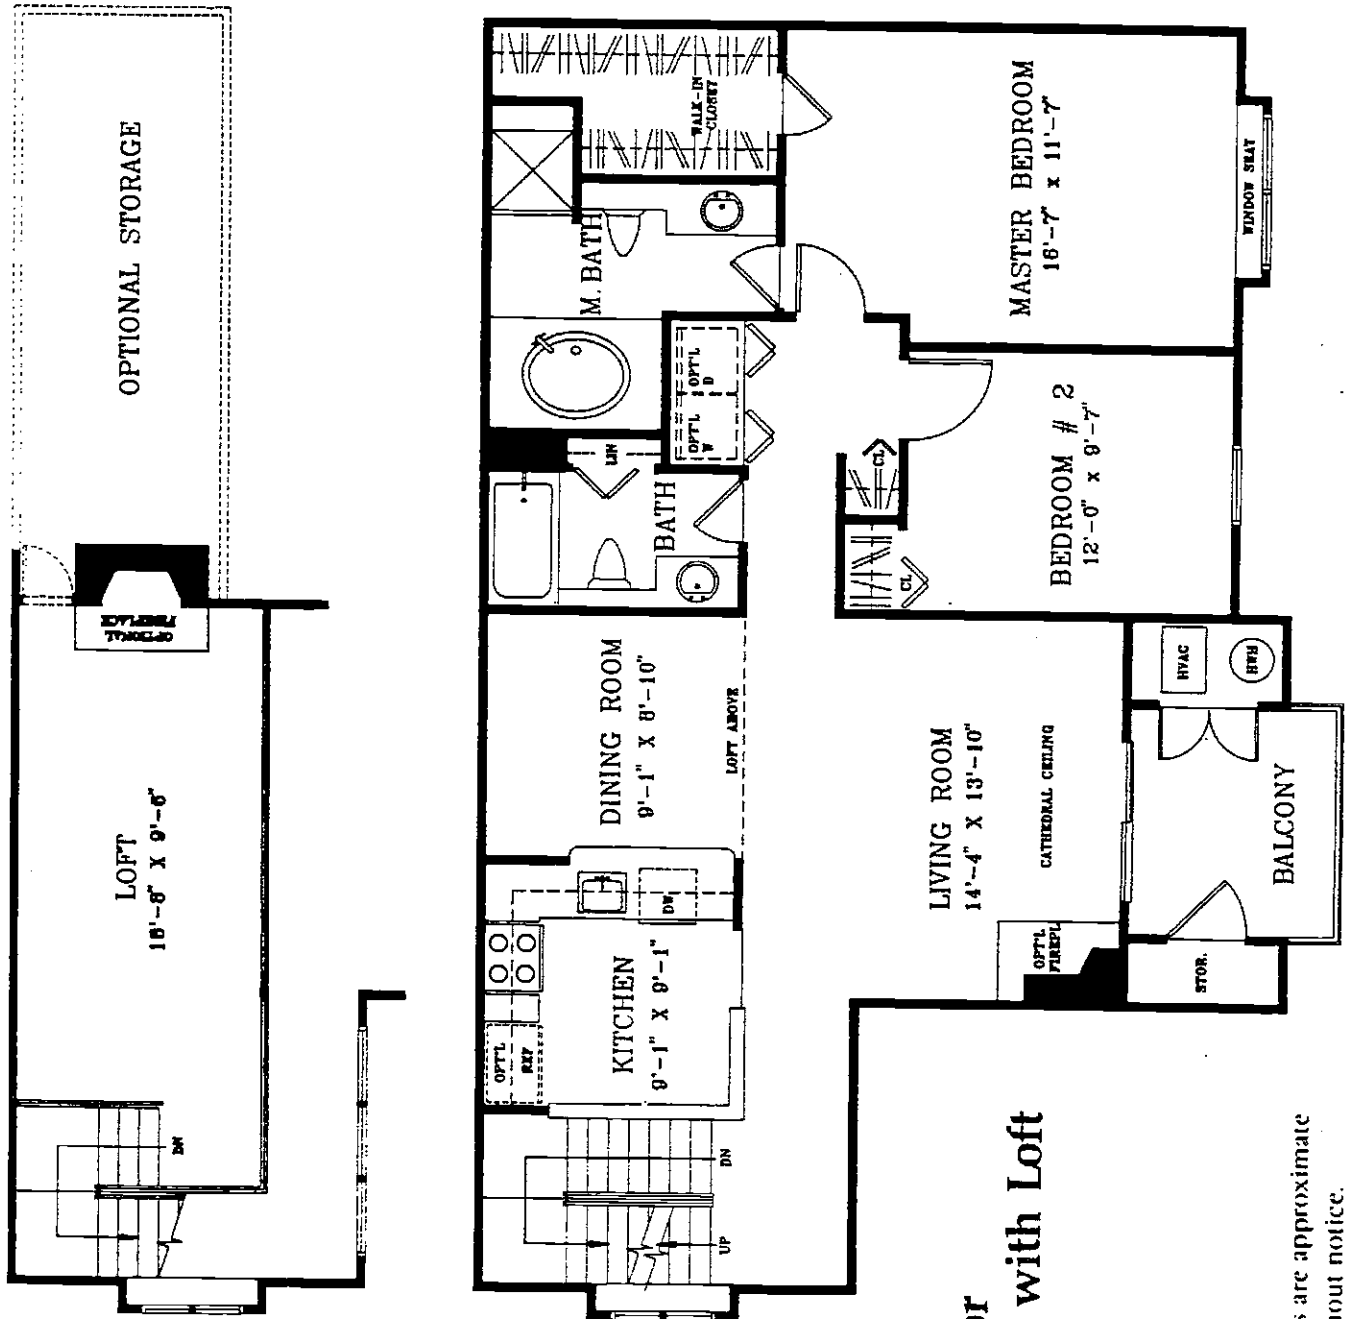 OPTIONAL STORAGE
OPTIONAL
FIREPLACE
LOFT
16'-8" X 9'-6"
DN
WALK-IN
CLOSET
MASTER BEDROOM
16'-7" x 11'-7"
WINDOW SEAT
M. BATH
OPT'L
D
OPT'L
W
LIN
BATH
CL
CL
BEDROOM # 2
12'-0" x 9'-7"
DINING ROOM
9'-1" X 8'-10"
LOFT ABOVE
HVAC
HWH
LIVING ROOM
14'-4" X 13'-10"
CATHEDRAL CEILING
BALCONY
DW
KITCHEN
9'-1" X 9'-1"
OPT'L
REF
OPT'L
FIREPL
STOR.
DN
UP
or
with Loft
s are approximate
notice.